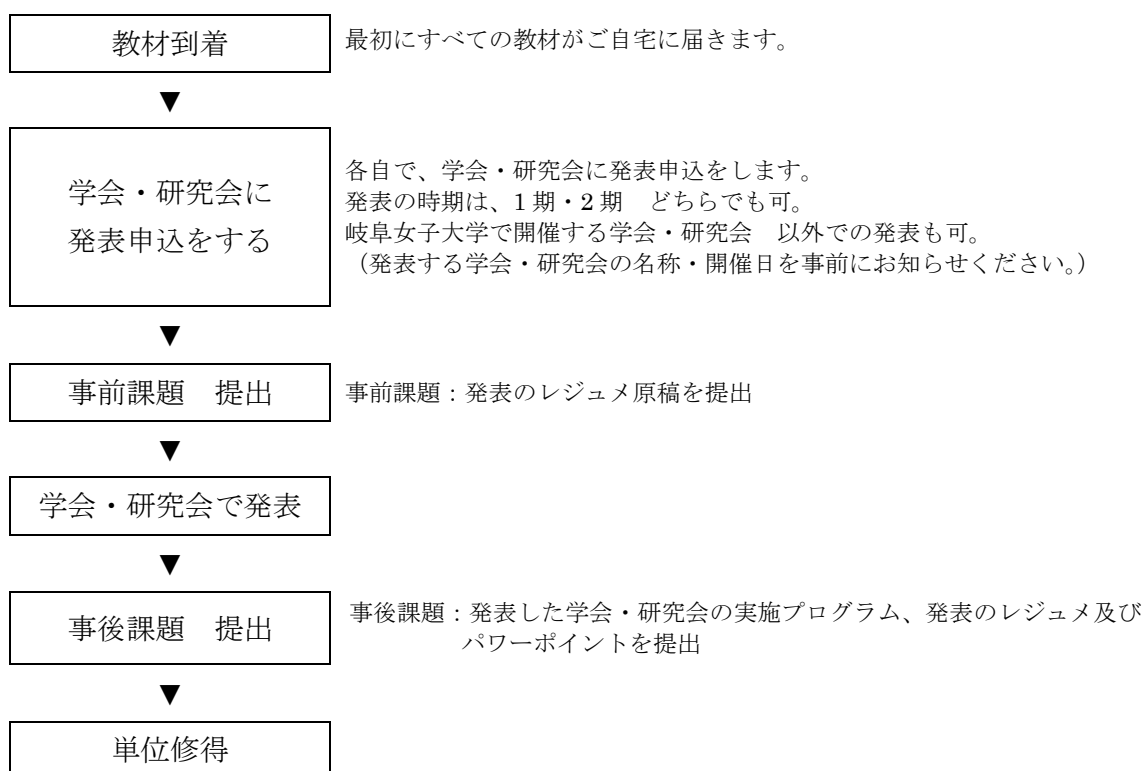 教材到着
最初にすべての教材がご自宅に届きます。
▼
学会・研究会に
発表申込をする
各自で、学会・研究会に発表申込をします。
発表の時期は、1期・2期　どちらでも可。
岐阜女子大学で開催する学会・研究会　以外での発表も可。
（発表する学会・研究会の名称・開催日を事前にお知らせください。）
▼
事前課題　提出
事前課題：発表のレジュメ原稿を提出
▼
学会・研究会で発表
▼
事後課題　提出
事後課題：発表した学会・研究会の実施プログラム、発表のレジュメ及び
パワーポイントを提出
▼
単位修得